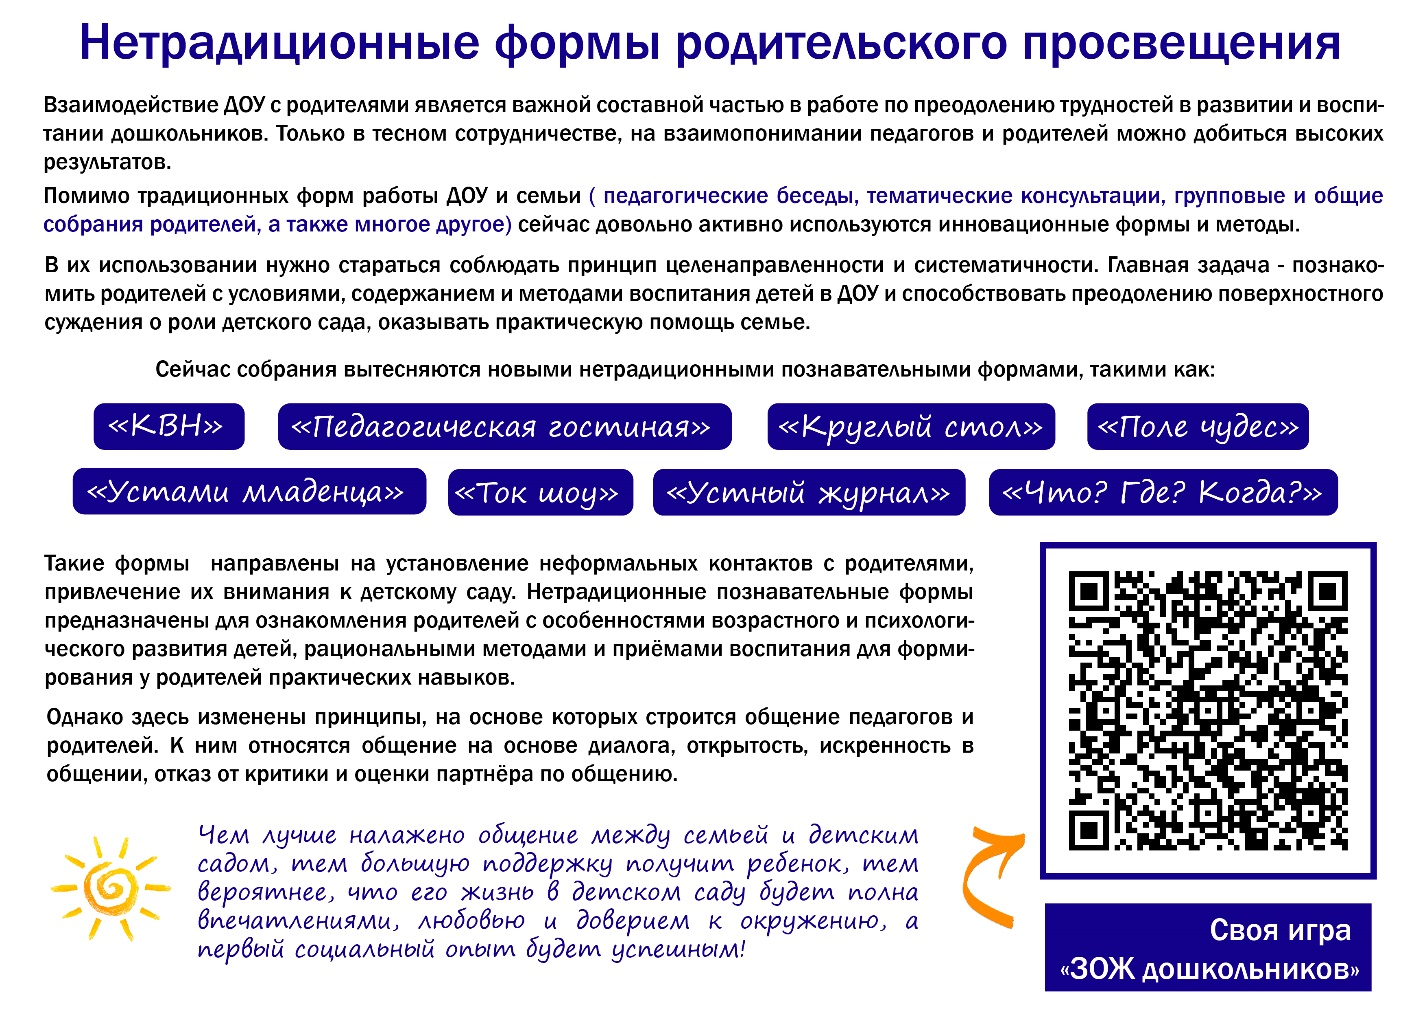 Нетрадиционные формы родительского просвещения
Взаимодействие ДОУ с родителями является важной составной частью в работе по преодолению трудностей в развитии и воспи-
тании дошкольников. Только в тесном сотрудничестве, на взаимопонимании педагогов и родителей можно добиться высоких
результатов.
Помимо традиционных форм работы ДОУ и семьи ( педагогические беседы, тематические консультации, групповые и общие
собрания родителей, а также многое другое) сейчас довольно активно используются инновационные формы и методы.
В их использовании нужно стараться соблюдать принцип целенаправленности и систематичности. Главная задача - познако-
мить родителей с условиями, содержанием и методами воспитания детей в ДОУ и способствовать преодолению поверхностного
суждения о роли детского сада, оказывать практическую помощь семье.
Сейчас собрания вытесняются новыми нетрадиционными познавательными формами, такими как:
«КВН» «Педагогическая гостиная» «Круглый стол» «Поле чудес»
«Устами младенца» «Ток шоу» «Устный журнал» «Что? Где? Когда?»
Такие формы направлены на установление неформальных контактов с родителями,
привлечение их внимания к детскому саду. Нетрадиционные познавательные формы
предназначены для ознакомления родителей с особенностями возрастного и психологи-
ческого развития детей, рациональными методами и приёмами воспитания для форми-
рования у родителей практических навыков.
Однако здесь изменены принципы, на основе которых строится общение педагогов и
родителей. К ним относятся общение на основе диалога, открытость, искренность в
общении, отказ от критики и оценки партнёра по общению.
Чем лучше налажено общение между семьей и детским
садом, тем большую поддержку получит ребенок, тем
вероятнее, что его жизнь в детском саду будет полна
впечатлениями, любовью и доверием к окружению, а
первый социальный опыт будет успешным!
Своя игра
«ЗОЖ дошкольников»